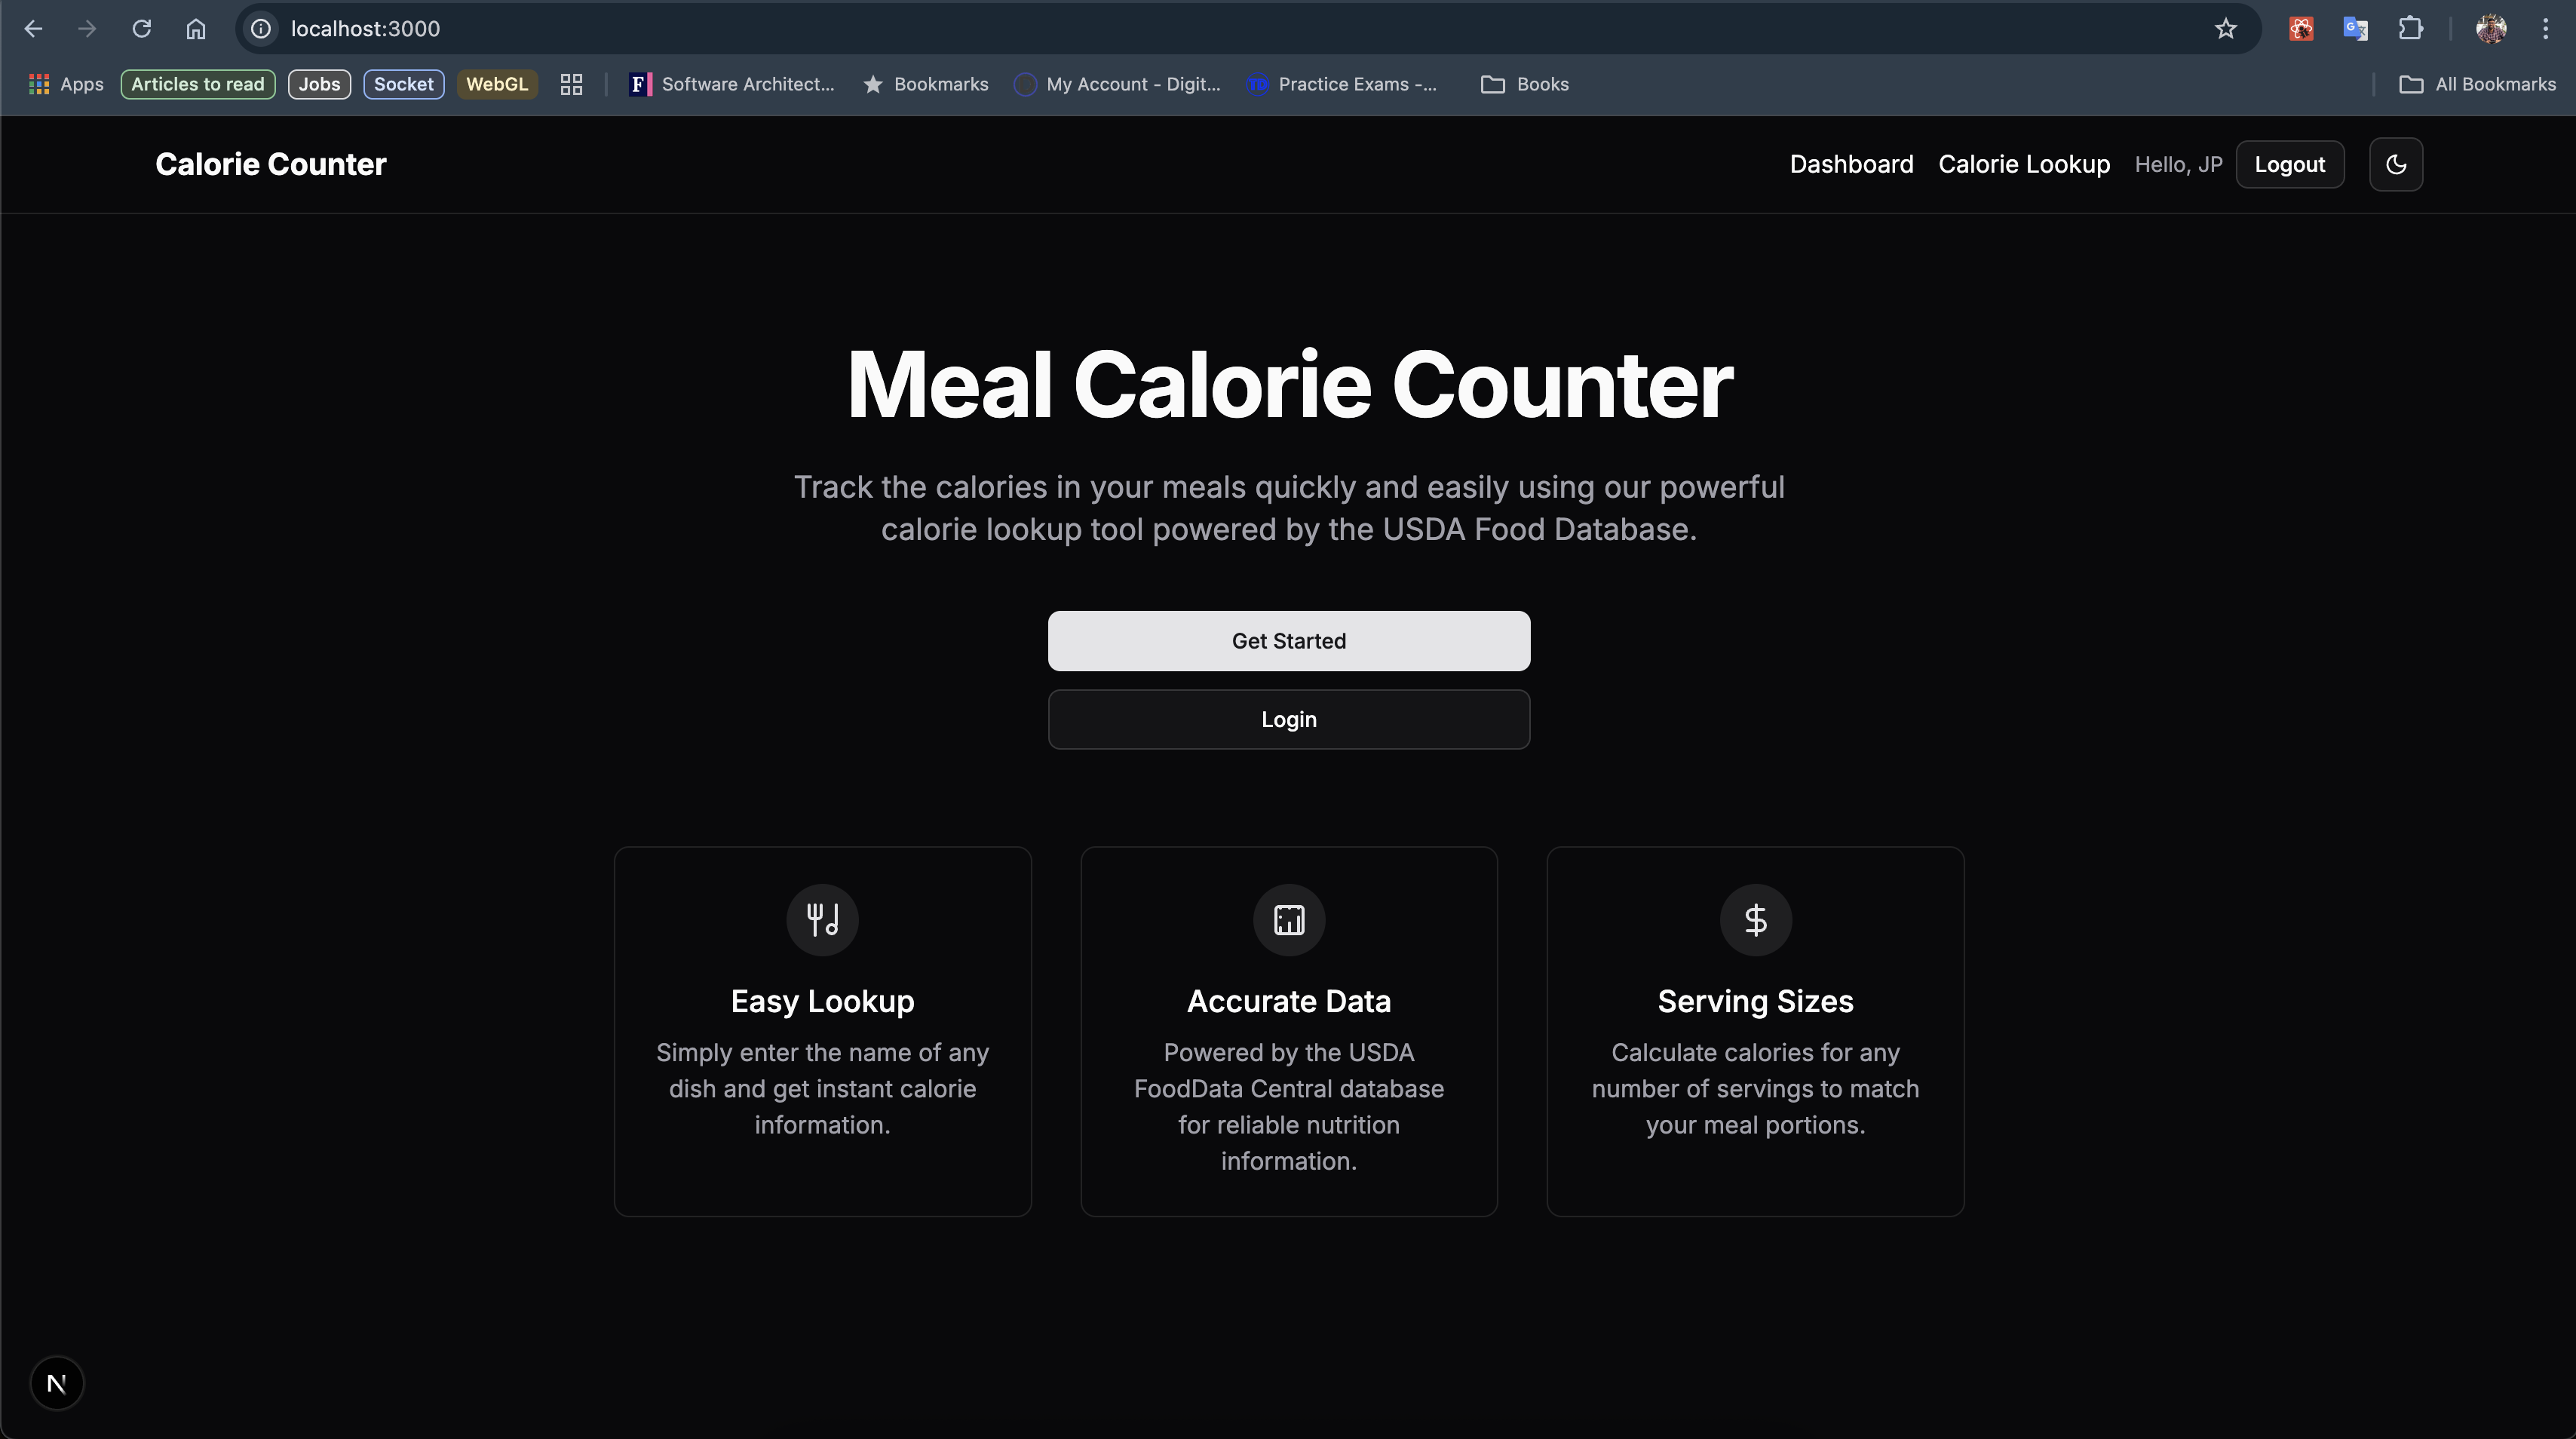 localhost:3000
Apps Articles to read Jobs Socket WebGL F Software Architect... Bookmarks My Account - Digit... Practice Exams -... Books All Bookmarks
Calorie Counter Dashboard Calorie Lookup Hello, JP Logout
Meal Calorie Counter
Track the calories in your meals quickly and easily using our powerful
calorie lookup tool powered by the USDA Food Database.
Get Started
Login
Easy Lookup
Simply enter the name of any
dish and get instant calorie
information.
Accurate Data
Powered by the USDA
FoodData Central database
for reliable nutrition
information.
Serving Sizes
Calculate calories for any
number of servings to match
your meal portions.
N